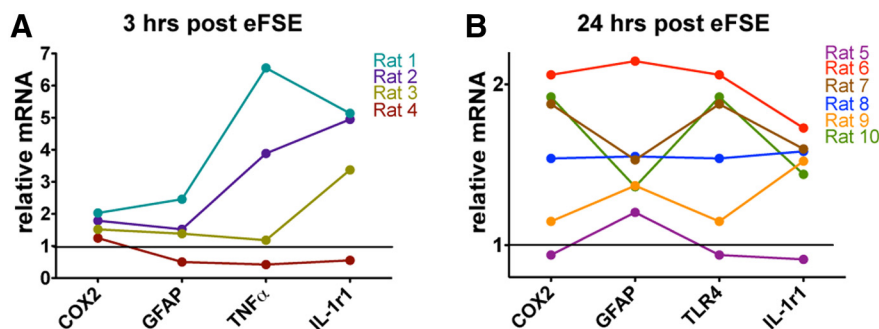 A
3 hrs post eFSE
relative mRNA
7
6
5
4
3
2
1
0
COX2
GFAP
TNFα
IL-1r1
Rat 1
Rat 2
Rat 3
Rat 4
B
24 hrs post eFSE
relative mRNA
2
1
COX2
GFAP
TLR4
IL-1r1
Rat 5
Rat 6
Rat 7
Rat 8
Rat 9
Rat 10